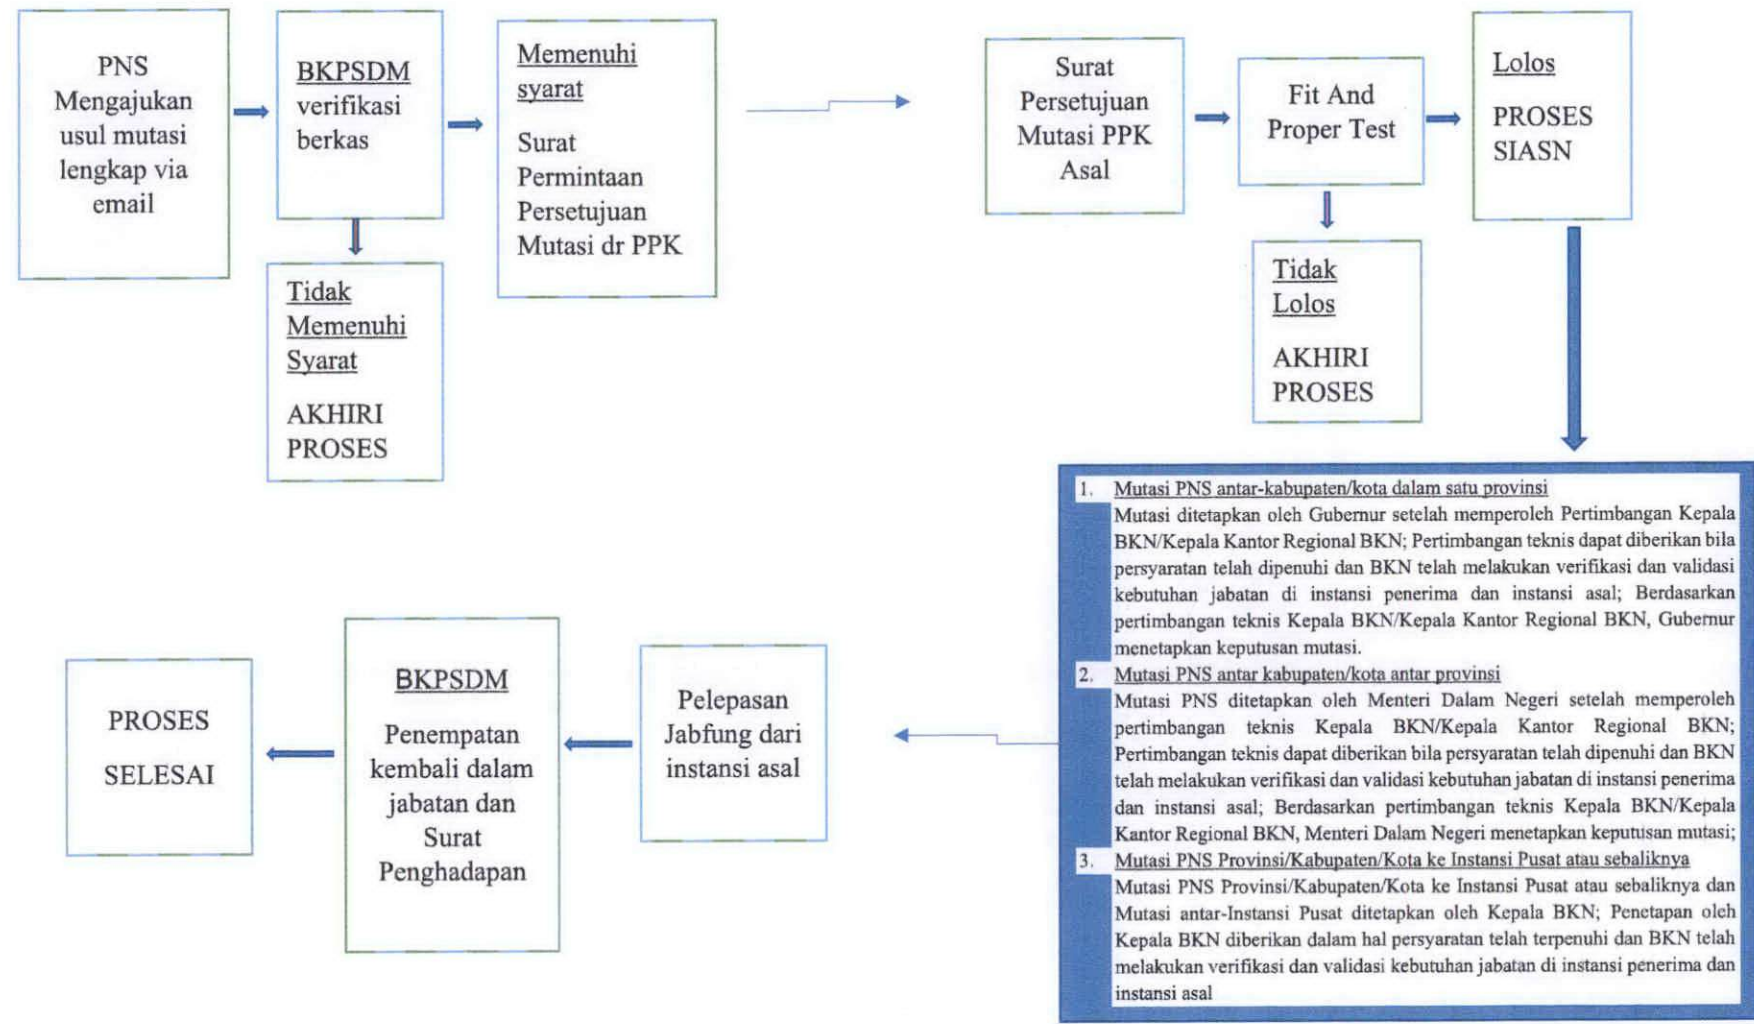 PNS
Mengajukan
usul mutasi
lengkap via
email
BKPSDM
verifikasi
berkas
Tidak
Memenuhi
Syarat
AKHIRI
PROSES
Memenuhi
syarat
Surat
Permintaan
Persetujuan
Mutasi dr PPK
Surat
Persetujuan
Mutasi PPK
Asal
Fit And
Proper Test
Tidak
Lolos
AKHIRI
PROSES
Lolos
PROSES
SIASN
1. Mutasi PNS antar-kabupaten/kota dalam satu provinsi
Mutasi ditetapkan oleh Gubernur setelah memperoleh Pertimbangan Kepala
BKN/Kepala Kantor Regional BKN; Pertimbangan teknis dapat diberikan bila
persyaratan telah dipenuhi dan BKN telah melakukan verifikasi dan validasi
kebutuhan jabatan di instansi penerima dan instansi asal; Berdasarkan
pertimbangan teknis Kepala BKN/Kepala Kantor Regional BKN, Gubernur
menetapkan keputusan mutasi.
2. Mutasi PNS antar kabupaten/kota antar provinsi
Mutasi PNS ditetapkan oleh Menteri Dalam Negeri setelah memperoleh
pertimbangan teknis Kepala BKN/Kepala Kantor Regional BKN;
Pertimbangan teknis dapat diberikan bila persyaratan telah dipenuhi dan BKN
telah melakukan verifikasi dan validasi kebutuhan jabatan di instansi penerima
dan instansi asal; Berdasarkan pertimbangan teknis Kepala BKN/Kepala
Kantor Regional BKN, Menteri Dalam Negeri menetapkan keputusan mutasi;
3. Mutasi PNS Provinsi/Kabupaten/Kota ke Instansi Pusat atau sebaliknya
Mutasi PNS Provinsi/Kabupaten/Kota ke Instansi Pusat atau sebaliknya dan
Mutasi antar-Instansi Pusat ditetapkan oleh Kepala BKN; Penetapan oleh
Kepala BKN diberikan dalam hal persyaratan telah terpenuhi dan BKN telah
melakukan verifikasi dan validasi kebutuhan jabatan di instansi penerima dan
instansi asal
Pelepasan
Jabfung dari
instansi asal
BKPSDM
Penempatan
kembali dalam
jabatan dan
Surat
Penghadapan
PROSES
SELESAI